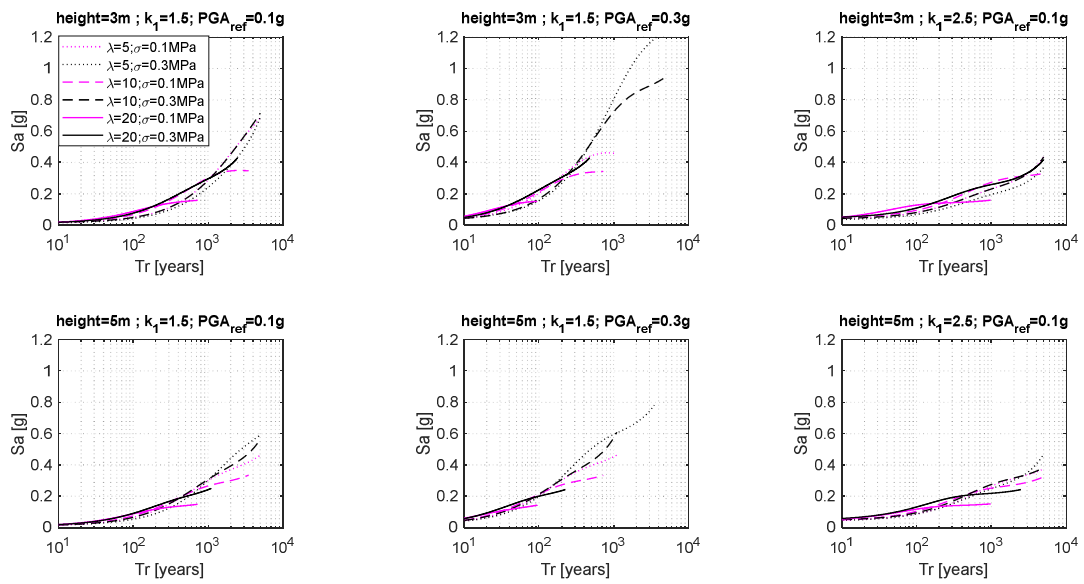 height=3m ; k1=1.5; PGAref=0.1g
height=3m ; k1=1.5; PGAref=0.3g
height=3m ; k1=2.5; PGAref=0.1g
1.2
1
0.8
0.6
0.4
0.2
0
Sa [g]
λ=5;σ=0.1MPa
λ=5;σ=0.3MPa
λ=10;σ=0.1MPa
λ=10;σ=0.3MPa
λ=20;σ=0.1MPa
λ=20;σ=0.3MPa
10^1 10^2 10^3 10^4
Tr [years]
1.2
1
0.8
0.6
0.4
0.2
0
Sa [g]
10^1 10^2 10^3 10^4
Tr [years]
1.2
1
0.8
0.6
0.4
0.2
0
Sa [g]
10^1 10^2 10^3 10^4
Tr [years]
height=5m ; k1=1.5; PGAref=0.1g
height=5m ; k1=1.5; PGAref=0.3g
height=5m ; k1=2.5; PGAref=0.1g
1.2
1
0.8
0.6
0.4
0.2
0
Sa [g]
10^1 10^2 10^3 10^4
Tr [years]
1.2
1
0.8
0.6
0.4
0.2
0
Sa [g]
10^1 10^2 10^3 10^4
Tr [years]
1.2
1
0.8
0.6
0.4
0.2
0
Sa [g]
10^1 10^2 10^3 10^4
Tr [years]